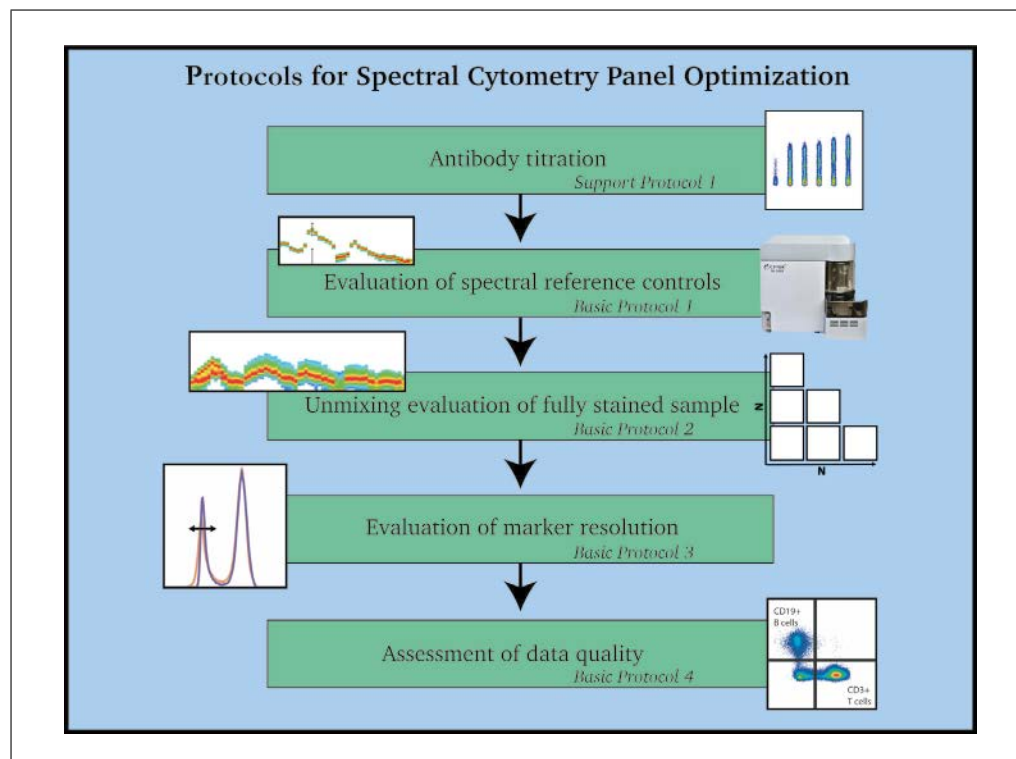 Protocols for Spectral Cytometry Panel Optimization
Antibody titration
Support Protocol 1
Evaluation of spectral reference controls
Basic Protocol 1
Unmixing evaluation of fully stained sample
Basic Protocol 2
N
N
Evaluation of marker resolution
Basic Protocol 3
Assessment of data quality
Basic Protocol 4
CD19+
B cells
CD3+
T cells